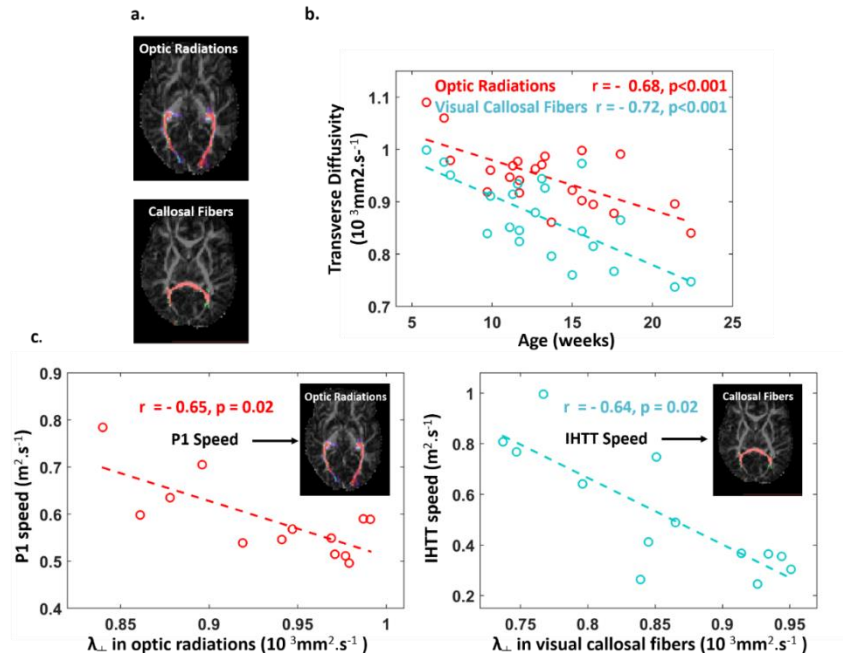 a.
Optic Radiations
Callosal Fibers
b.
Optic Radiations r = - 0.68, p<0.001
Visual Callosal Fibers r = - 0.72, p<0.001
Transverse Diffusivity
(10 ³mm2.s-¹)
1.1
1
0.9
0.8
0.7
5 10 15 20 25
Age (weeks)
c.
r = - 0.65, p = 0.02
P1 Speed
Optic Radiations
P1 speed (m².s⁻¹)
0.9
0.8
0.7
0.6
0.5
0.4
0.85 0.9 0.95 1
λ⊥ in optic radiations (10 ³mm².s⁻¹ )
r = - 0.64, p = 0.02
IHTT Speed
Callosal Fibers
IHTT speed (m².s⁻¹)
1
0.8
0.6
0.4
0.2
0.75 0.8 0.85 0.9 0.95
λ⊥ in visual callosal fibers (10 ³mm².s⁻¹)